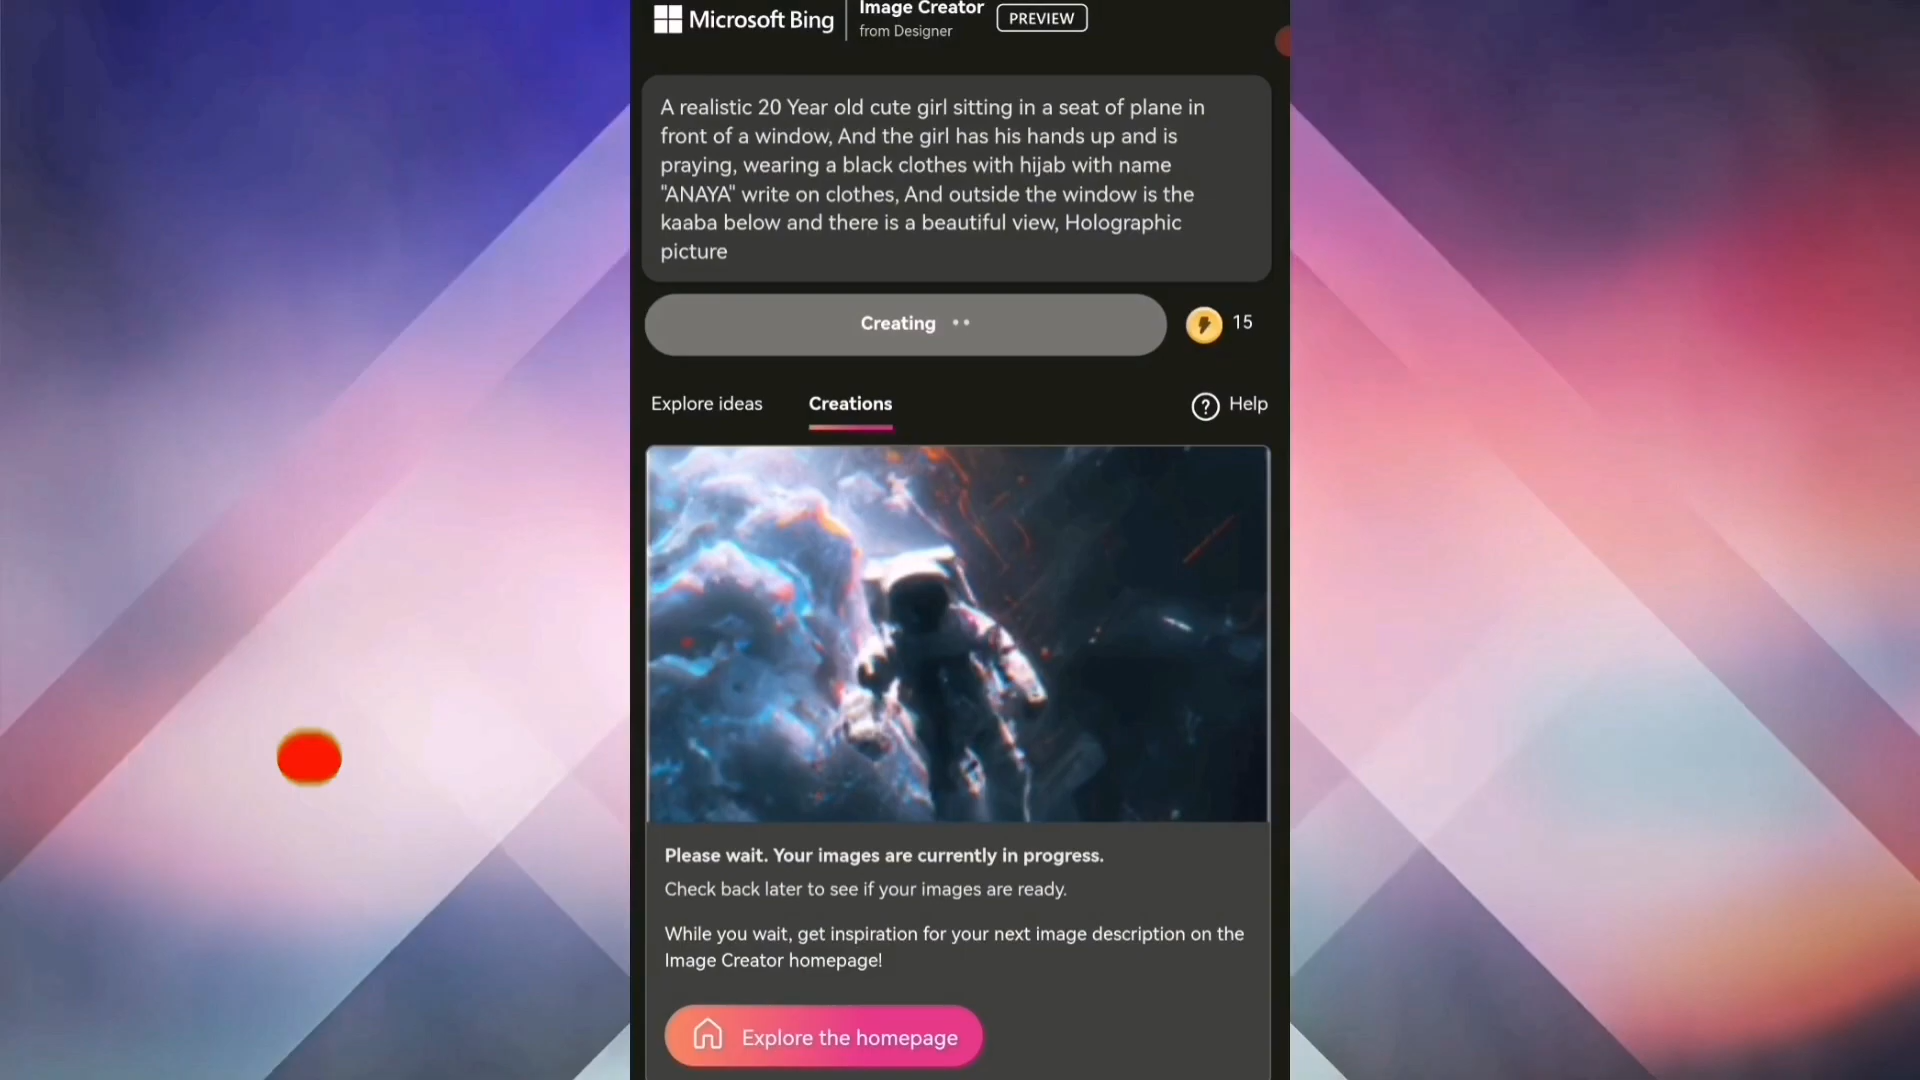 Microsoft Bing
Image Creator
from Designer
PREVIEW
A realistic 20 Year old cute girl sitting in a seat of plane in
front of a window, And the girl has his hands up and is
praying, wearing a black clothes with hijab with name
"ANAYA" write on clothes, And outside the window is the
kaaba below and there is a beautiful view, Holographic
picture
Creating
15
Explore ideas
Creations
Help
Please wait. Your images are currently in progress.
Check back later to see if your images are ready.
While you wait, get inspiration for your next image description on the
Image Creator homepage!
Explore the homepage